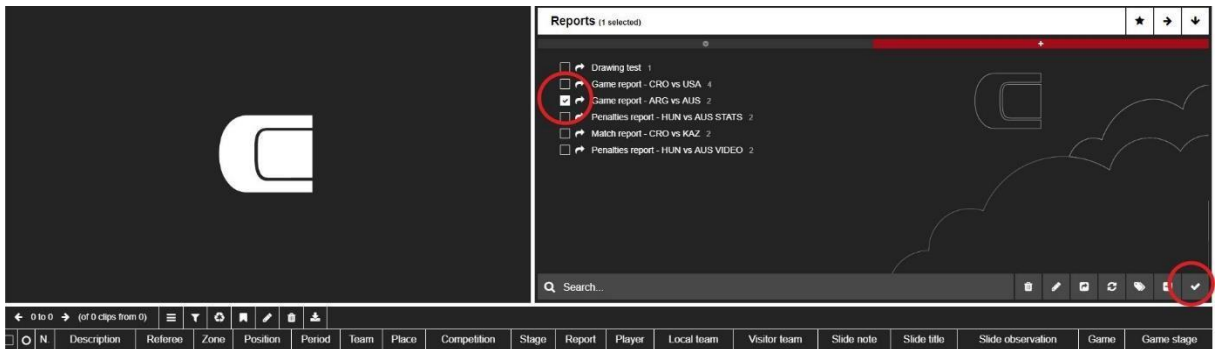 Reports (1 selected)
Drawing test 1
Game report - CRO vs USA 4
Game report - ARG vs AUS 2
Penalties report - HUN vs AUS STATS 2
Match report - CRO vs KAZ 2
Penalties report - HUN vs AUS VIDEO 2
Search...
0 to 0 (of 0 clips from 0)
N. Description Referee Zone Position Period Team Place Competition Stage Report Player Local team Visitor team Slide note Slide title Slide observation Game Game stage